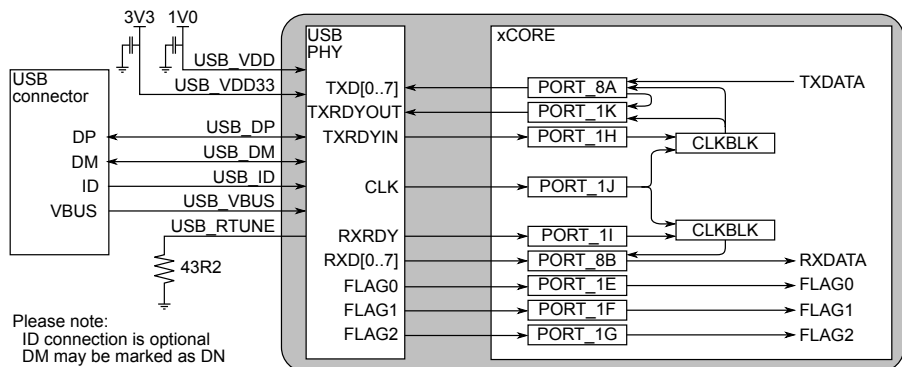 3V3 1V0
USB PHY
xCORE
USB_VDD
USB connector
USB_VDD33
TXD[0..7] PORT_8A TXDATA
TXRDYOUT PORT_1K
DP USB_DP TXRDYIN PORT_1H CLKBLK
DM USB_DM
ID USB_ID CLK PORT_1J
VBUS USB_VBUS
USB_RTUNE RXRDY PORT_1I CLKBLK
43R2 RXD[0..7] PORT_8B RXDATA
FLAG0 PORT_1E FLAG0
FLAG1 PORT_1F FLAG1
FLAG2 PORT_1G FLAG2
Please note:
ID connection is optional
DM may be marked as DN